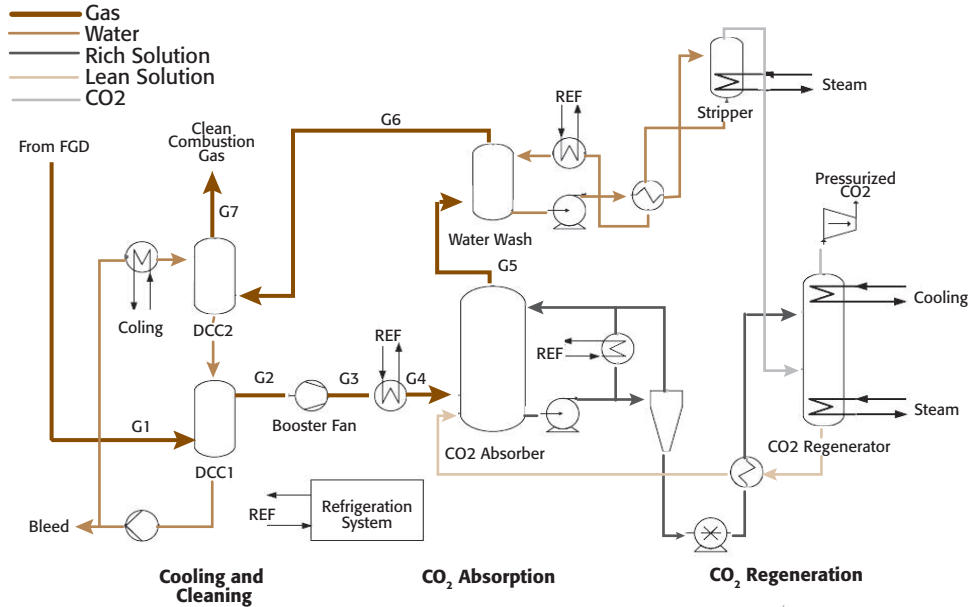 Gas
Water
Rich Solution
Lean Solution
CO2
From FGD
Clean
Combustion
Gas
G6
REF
Stripper
Steam
G7
Pressurized
CO2
Water Wash
G5
Coling
DCC2
REF
REF
Cooling
G2
G3
G4
Booster Fan
G1
CO2 Absorber
Steam
CO2 Regenerator
DCC1
Bleed
REF
Refrigeration
System
Cooling and
Cleaning
CO2 Absorption
CO2 Regeneration